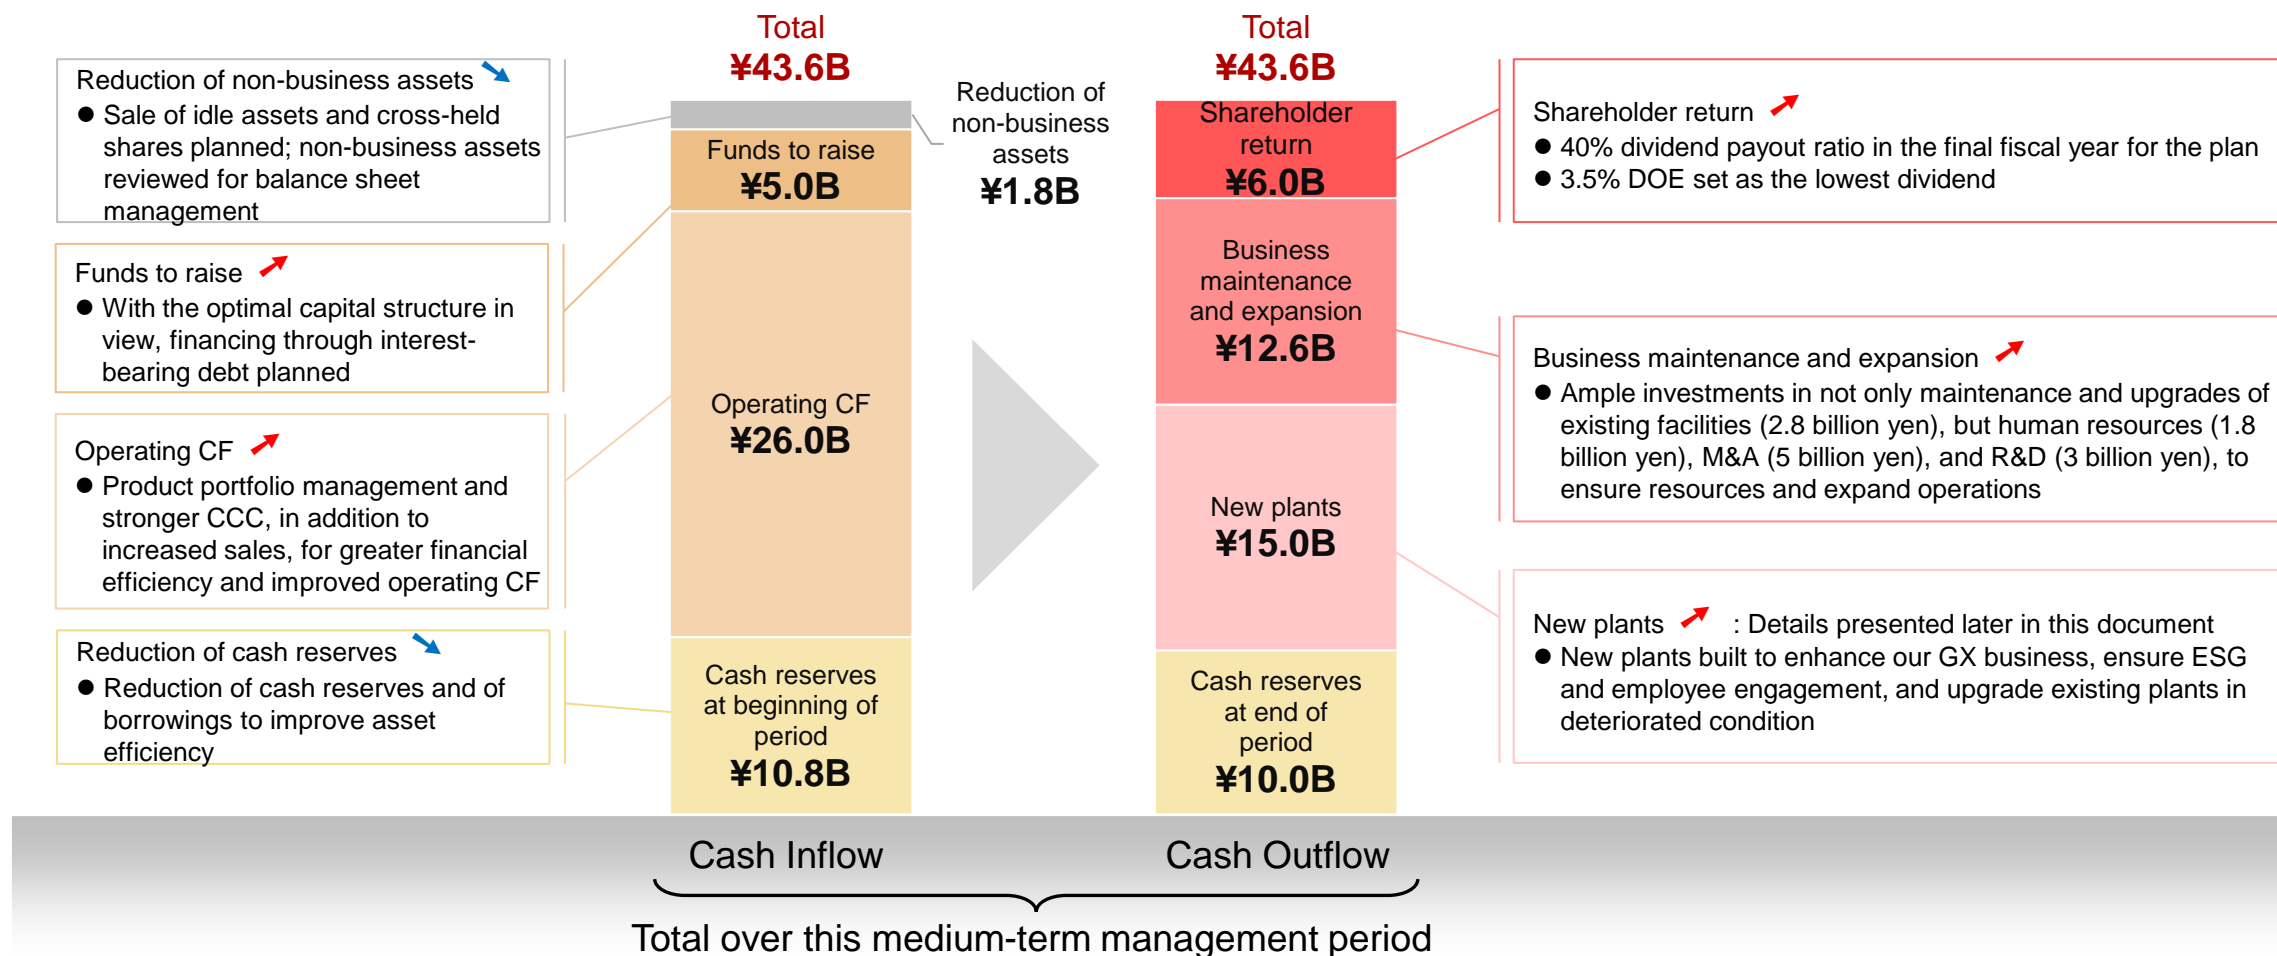 Reduction of non-business assets
● Sale of idle assets and cross-held
shares planned; non-business assets
reviewed for balance sheet
management
Funds to raise
● With the optimal capital structure in
view, financing through interest-
bearing debt planned
Operating CF
● Product portfolio management and
stronger CCC, in addition to
increased sales, for greater financial
efficiency and improved operating CF
Reduction of cash reserves
● Reduction of cash reserves and of
borrowings to improve asset
efficiency
Total
¥43.6B
Reduction of
non-business
assets
¥1.8B
Funds to raise
¥5.0B
Operating CF
¥26.0B
Cash reserves
at beginning of
period
¥10.8B
Total
¥43.6B
Shareholder
return
¥6.0B
Business
maintenance
and expansion
¥12.6B
New plants
¥15.0B
Cash reserves
at end of
period
¥10.0B
Shareholder return
● 40% dividend payout ratio in the final fiscal year for the plan
● 3.5% DOE set as the lowest dividend
Business maintenance and expansion
● Ample investments in not only maintenance and upgrades of
existing facilities (2.8 billion yen), but human resources (1.8
billion yen), M&A (5 billion yen), and R&D (3 billion yen), to
ensure resources and expand operations
New plants : Details presented later in this document
● New plants built to enhance our GX business, ensure ESG
and employee engagement, and upgrade existing plants in
deteriorated condition
Cash Inflow
Cash Outflow
Total over this medium-term management period